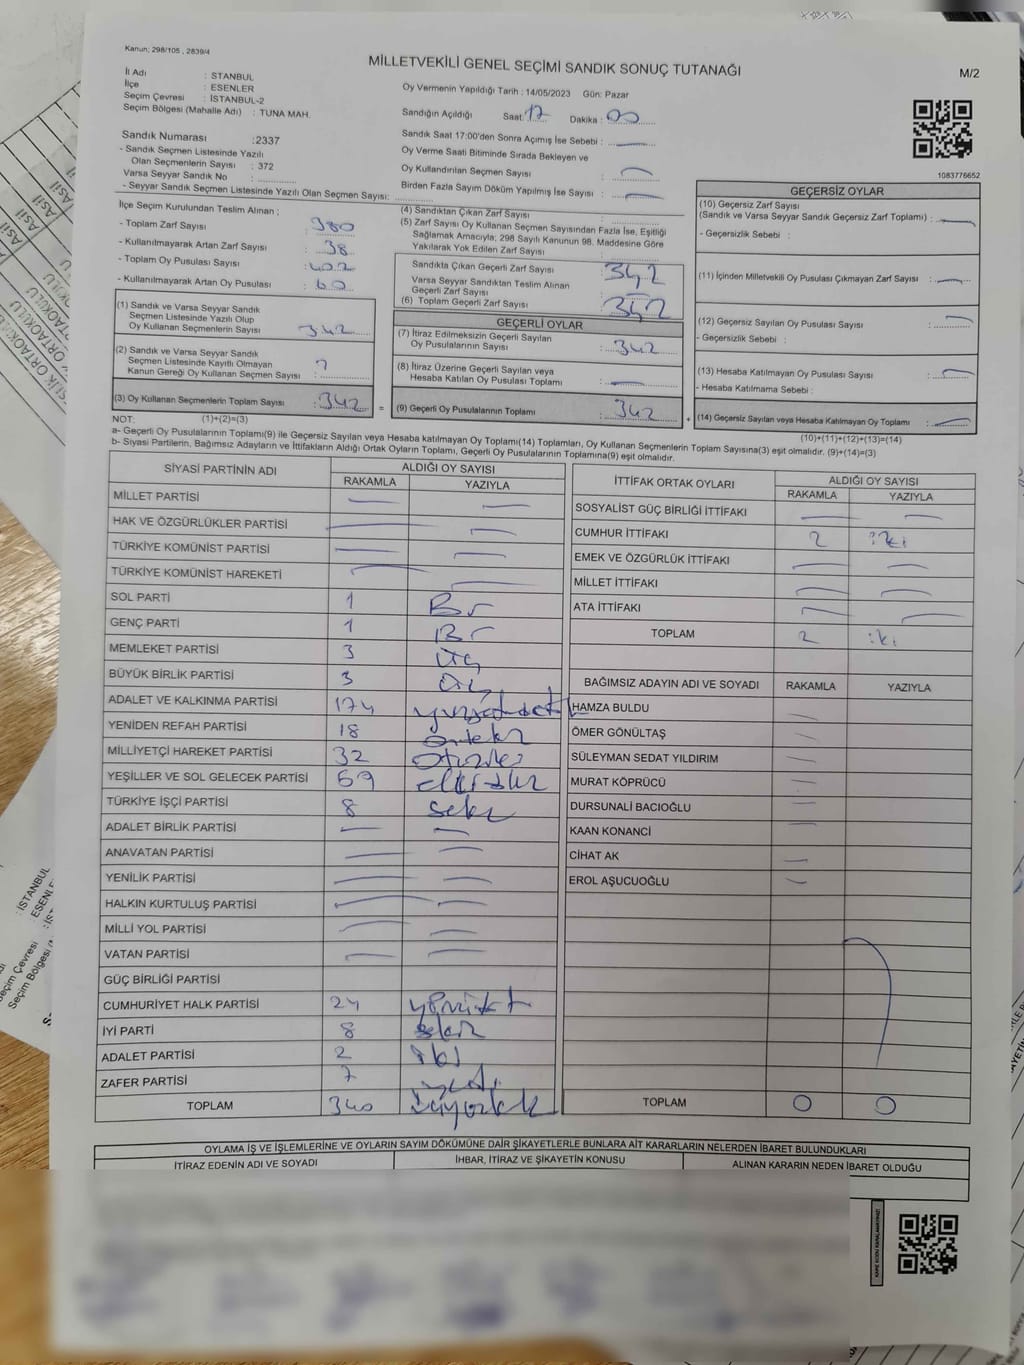 Kanun; 298/105 , 2839/4
MİLLETVEKİLİ GENEL SEÇİMİ SANDIK SONUÇ TUTANAĞI
M/2
İl Adı : STANBUL
İlçe : ESENLER
Seçim Çevresi : İSTANBUL-2
Seçim Bölgesi (Mahalle Adı) : TUNA MAH.
Oy Vermenin Yapıldığı Tarih : 14/05/2023 Gün: Pazar
Sandığın Açıldığı Saat: 17 Dakika : 00
Sandık Numarası :2337
- Sandık Seçmen Listesinde Yazılı
Olan Seçmenlerin Sayısı : 372
Varsa Seyyar Sandık No :
- Seyyar Sandık Seçmen Listesinde Yazılı Olan Seçmen Sayısı:
Sandık Saat 17:00'den Sonra Açımış İse Sebebi : —
Oy Verme Saati Bitiminde Sırada Bekleyen ve
Oy Kullandırılan Seçmen Sayısı : —
Birden Fazla Sayım Döküm Yapılmış İse Sayısı : —
1083776652
İlçe Seçim Kurulundan Teslim Alınan ;
- Toplam Zarf Sayısı : 380
- Kullanılmayarak Artan Zarf Sayısı : 38
- Toplam Oy Pusulası Sayısı : 402
- Kullanılmayarak Artan Oy Pusulası : 60
(1) Sandık ve Varsa Seyyar Sandık
Seçmen Listesinde Yazılı Olup
Oy Kullanan Seçmenlerin Sayısı : 342
(2) Sandık ve Varsa Seyyar Sandık
Seçmen Listesinde Kayıtlı Olmayan
Kanun Gereği Oy Kullanan Seçmen Sayısı :
(3) Oy Kullanan Seçmenlerin Toplam Sayısı : 342
(4) Sandıktan Çıkan Zarf Sayısı :
(5) Zarf Sayısı Oy Kullanan Seçmen Sayısından Fazla İse, Eşitliği
Sağlamak Amacıyla; 298 Sayılı Kanunun 98. Maddesine Göre
Yakılarak Yok Edilen Zarf Sayısı :
Sandıkta Çıkan Geçerli Zarf Sayısı : 342
Varsa Seyyar Sandıktan Teslim Alınan
Geçerli Zarf Sayısı :
(6) Toplam Geçerli Zarf Sayısı : 342
GEÇERLİ OYLAR
(7) İtiraz Edilmeksizin Geçerli Sayılan
Oy Pusulalarının Sayısı : 342
(8) İtiraz Üzerine Geçerli Sayılan veya
Hesaba Katılan Oy Pusulası Toplamı : —
= (9) Geçerli Oy Pusulalarının Toplamı : 342
GEÇERSİZ OYLAR
(10) Geçersiz Zarf Sayısı
(Sandık ve Varsa Seyyar Sandık Geçersiz Zarf Toplamı) : —
- Geçersizlik Sebebi :
(11) İçinden Milletvekili Oy Pusulası Çıkmayan Zarf Sayısı : —
(12) Geçersiz Sayılan Oy Pusulası Sayısı : —
- Geçersizlik Sebebi :
(13) Hesaba Katılmayan Oy Pusulası Sayısı : —
- Hesaba Katılmama Sebebi :
+ (14) Geçersiz Sayılan veya Hesaba Katılmayan Oy Toplamı : —
NOT: (1)+(2)=(3)
(10)+(11)+(12)+(13)=(14)
a- Geçerli Oy Pusulalarının Toplamı(9) ile Geçersiz Sayılan veya Hesaba katılmayan Oy Toplamı(14) Toplamları, Oy Kullanan Seçmenlerin Toplam Sayısına(3) eşit olmalıdır. (9)+(14)=(3)
b- Siyasi Partilerin, Bağımsız Adayların ve İttifakların Aldığı Ortak Oyların Toplamı, Geçerli Oy Pusulalarının Toplamına(9) eşit olmalıdır.
SİYASİ PARTİNİN ADI ALDIĞI OY SAYISI
RAKAMLA YAZIYLA
MİLLET PARTİSİ — —
HAK VE ÖZGÜRLÜKLER PARTİSİ — —
TÜRKİYE KOMÜNİST PARTİSİ — —
TÜRKİYE KOMÜNİST HAREKETİ — —
SOL PARTİ 1 Bir
GENÇ PARTİ 1 Bir
MEMLEKET PARTİSİ 3 üç
BÜYÜK BİRLİK PARTİSİ 3 üç
ADALET VE KALKINMA PARTİSİ 174
YENİDEN REFAH PARTİSİ 18 onsekiz
MİLLİYETÇİ HAREKET PARTİSİ 32 otuziki
YEŞİLLER VE SOL GELECEK PARTİSİ
TÜRKİYE İŞÇİ PARTİSİ 8 sekiz
ADALET BİRLİK PARTİSİ — —
ANAVATAN PARTİSİ — —
YENİLİK PARTİSİ — —
HALKIN KURTULUŞ PARTİSİ — —
MİLLİ YOL PARTİSİ — —
VATAN PARTİSİ — —
GÜÇ BİRLİĞİ PARTİSİ
CUMHURİYET HALK PARTİSİ 24
İYİ PARTİ 8 sekiz
ADALET PARTİSİ 2 iki
ZAFER PARTİSİ 7 yedi
TOPLAM 340 üçyüzkırk
İTTİFAK ORTAK OYLARI ALDIĞI OY SAYISI
RAKAMLA YAZIYLA
SOSYALİST GÜÇ BİRLİĞİ İTTİFAKI — —
CUMHUR İTTİFAKI 2 iki
EMEK VE ÖZGÜRLÜK İTTİFAKI — —
MİLLET İTTİFAKI — —
ATA İTTİFAKI — —
TOPLAM 2 iki
BAĞIMSIZ ADAYIN ADI VE SOYADI RAKAMLA YAZIYLA
HAMZA BULDU —
ÖMER GÖNÜLTAŞ —
SÜLEYMAN SEDAT YILDIRIM —
MURAT KÖPRÜCÜ —
DURSUNALİ BACIOĞLU —
KAAN KONANCİ —
CİHAT AK —
EROL AŞUCUOĞLU —
TOPLAM 0 0
OYLAMA İŞ VE İŞLEMLERİNE VE OYLARIN SAYIM DÖKÜMÜNE DAİR ŞİKAYETLERLE BUNLARA AİT KARARLARIN NELERDEN İBARET BULUNDUKLARI
İTİRAZ EDENİN ADI VE SOYADI İHBAR, İTİRAZ VE ŞİKAYETİN KONUSU ALINAN KARARIN NEDEN İBARET OLDUĞU